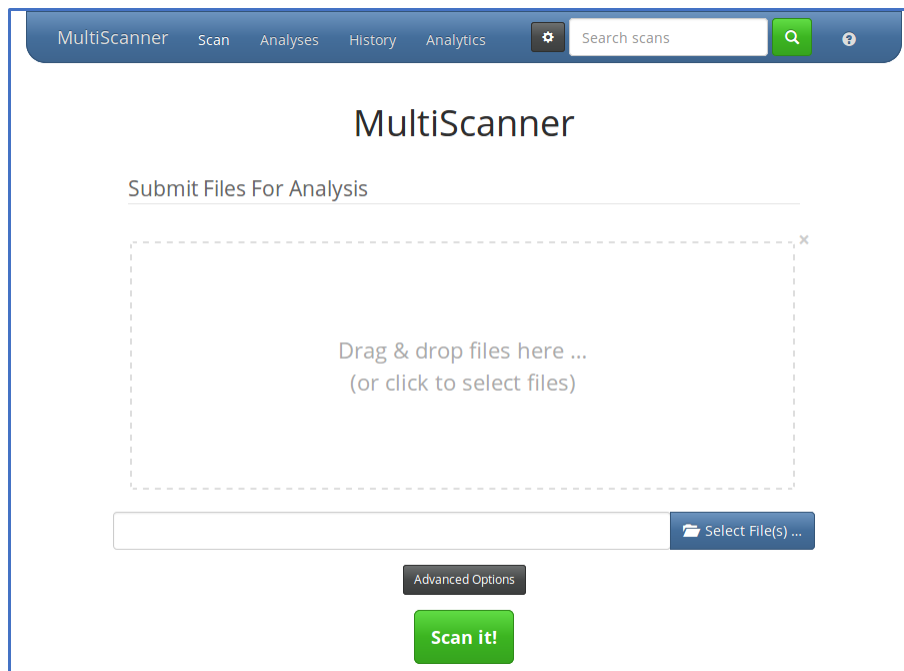 MultiScanner Scan Analyses History Analytics Search scans
MultiScanner
Submit Files For Analysis
Drag & drop files here ...
(or click to select files)
Select File(s) ...
Advanced Options
Scan it!